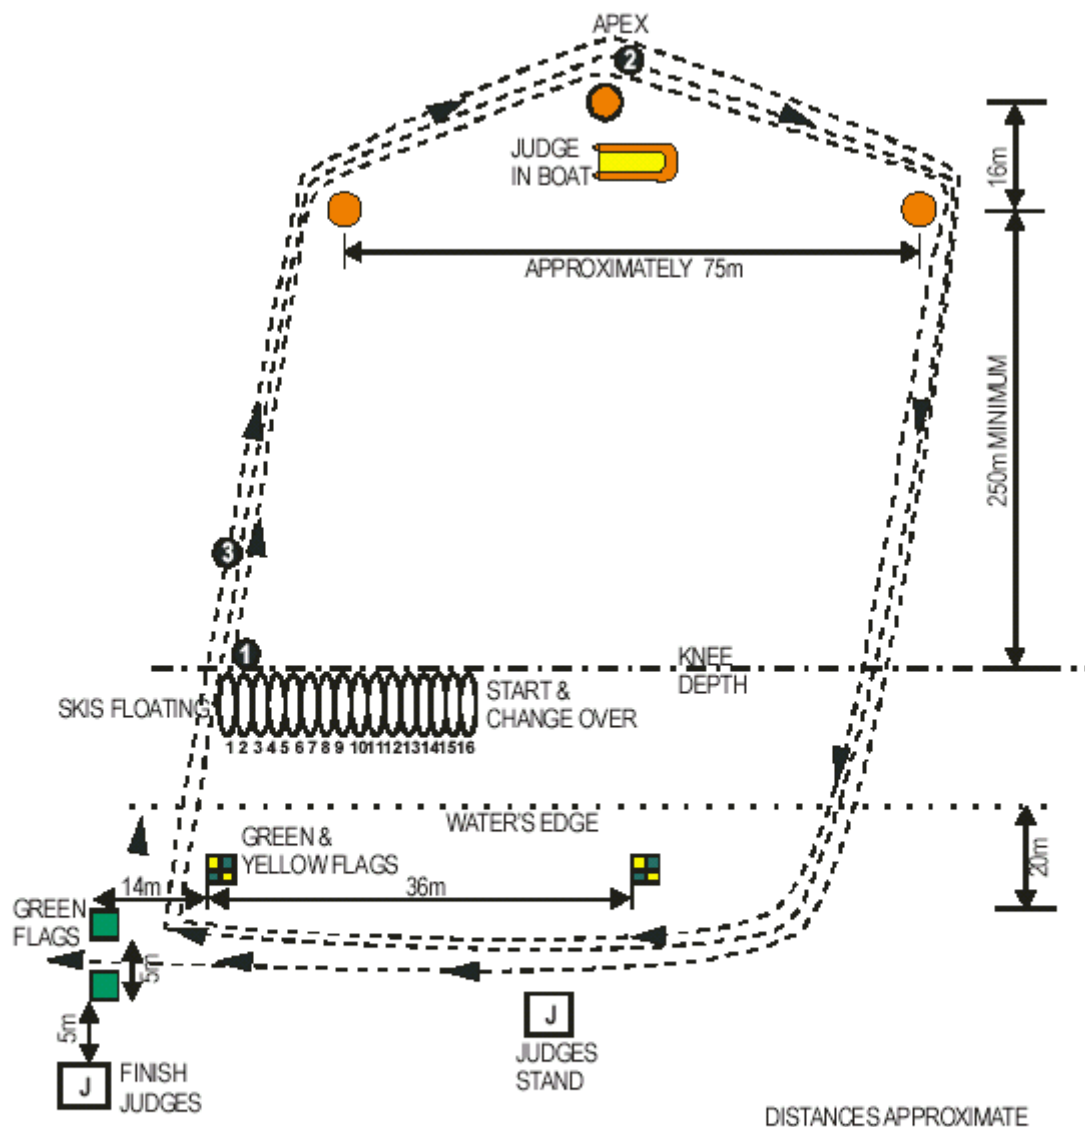 APEX
2
JUDGE
IN BOAT
16m
APPROXIMATELY 75m
250m MINIMUM
3
1
KNEE
DEPTH
SKIS FLOATING
START &
CHANGE OVER
1 2 3 4 5 6 7 8 9 10 11 12 13 14 15 16
WATER'S EDGE
GREEN &
YELLOW FLAGS
20m
14m
36m
GREEN
FLAGS
5m
5m
J
JUDGES
STAND
J
FINISH
JUDGES
DISTANCES APPROXIMATE